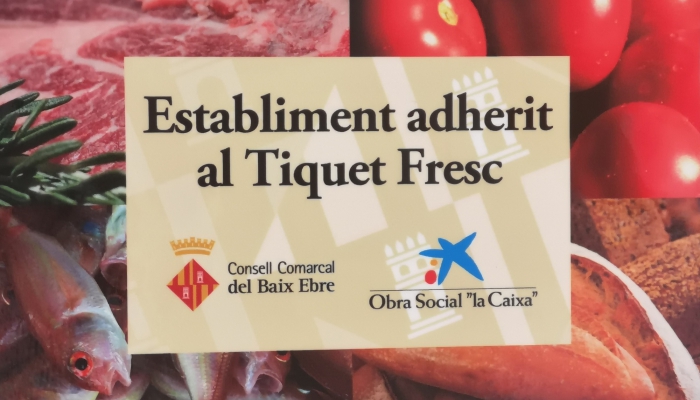 Establiment adherit
al Tiquet Fresc
Consell Comarcal
del Baix Ebre
Obra Social "la Caixa"